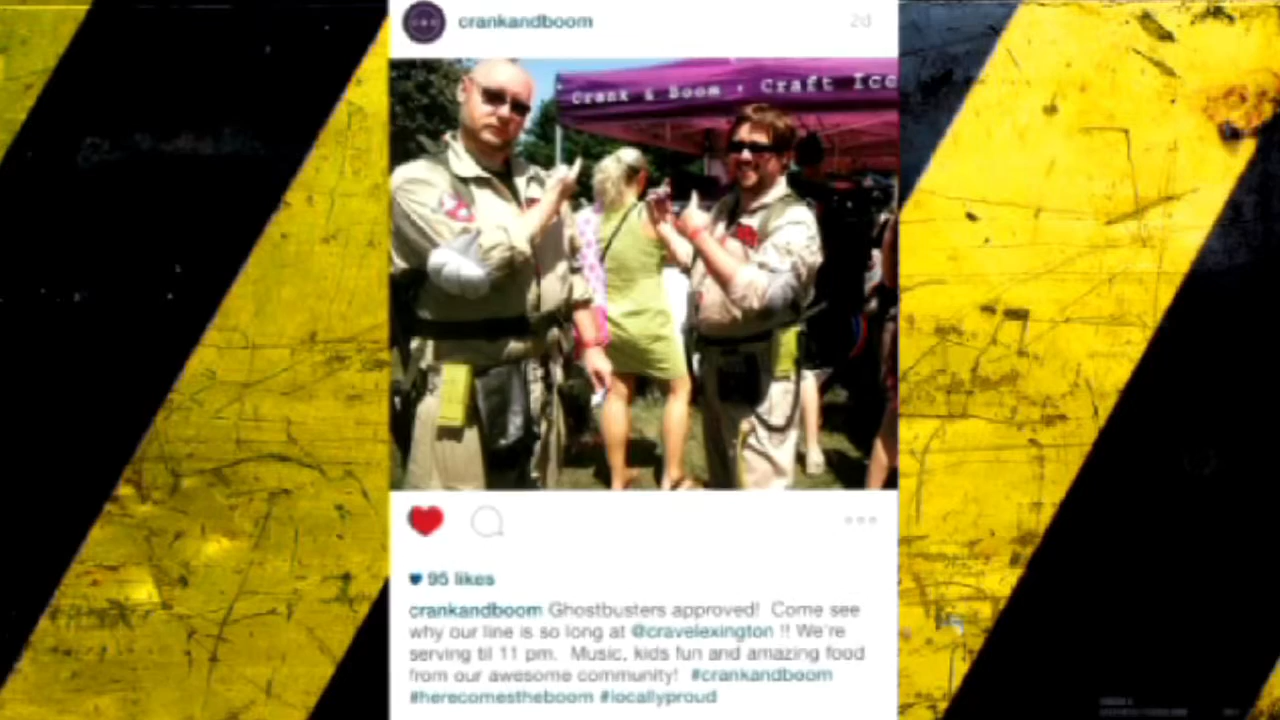 crankandboom
2d
Crank & Boom · Craft Ice
95 likes
crankandboom Ghostbusters approved! Come see
why our line is so long at @cravelexington !! We're
serving til 11 pm. Music, kids fun and amazing food
from our awesome community! #crankandboom
#herecomestheboom #locallyproud